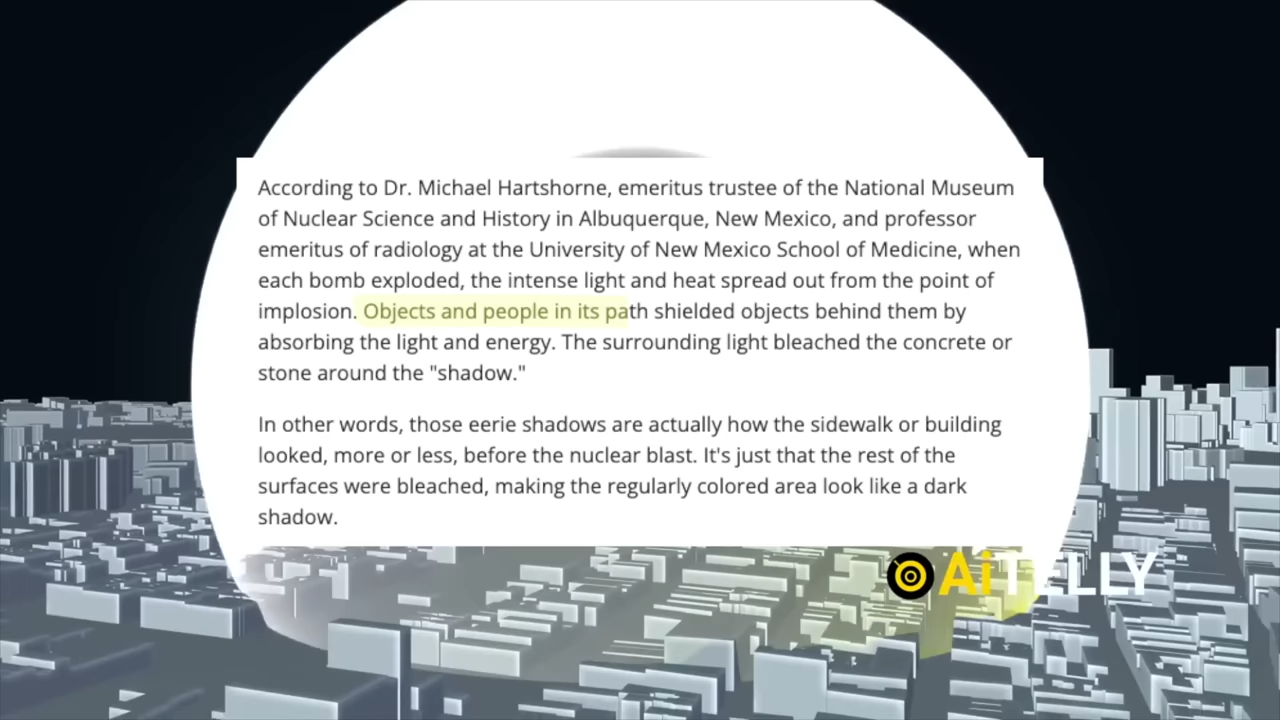 According to Dr. Michael Hartshorne, emeritus trustee of the National Museum
of Nuclear Science and History in Albuquerque, New Mexico, and professor
emeritus of radiology at the University of New Mexico School of Medicine, when
each bomb exploded, the intense light and heat spread out from the point of
implosion. Objects and people in its path shielded objects behind them by
absorbing the light and energy. The surrounding light bleached the concrete or
stone around the "shadow."
In other words, those eerie shadows are actually how the sidewalk or building
looked, more or less, before the nuclear blast. It's just that the rest of the
surfaces were bleached, making the regularly colored area look like a dark
shadow.
AiTELLY